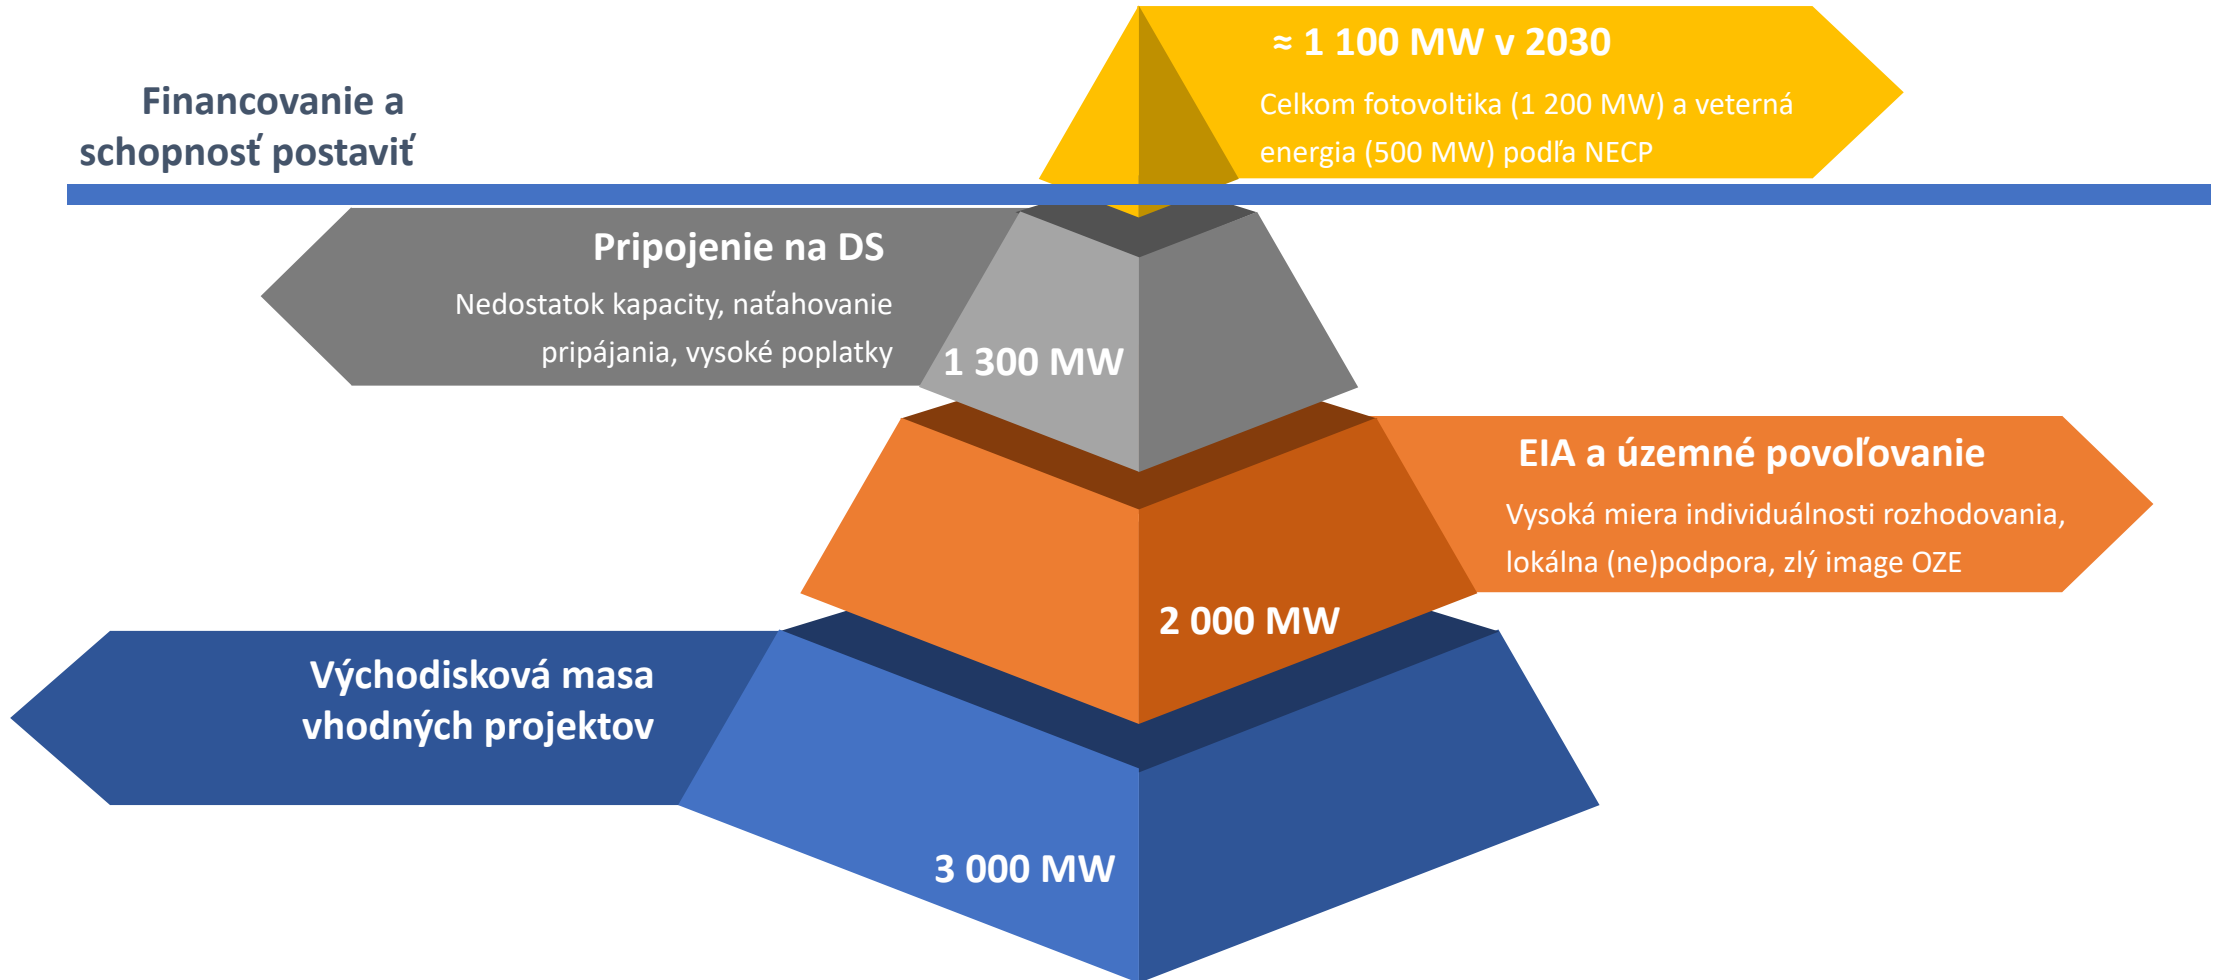 ≈ 1 100 MW v 2030
Celkom fotovoltika (1 200 MW) a veterná
energia (500 MW) podľa NECP
Financovanie a
schopnosť postaviť
Pripojenie na DS
Nedostatok kapacity, naťahovanie
pripájania, vysoké poplatky
1 300 MW
EIA a územné povoľovanie
Vysoká miera individuálnosti rozhodovania,
lokálna (ne)podpora, zlý image OZE
2 000 MW
Východisková masa
vhodných projektov
3 000 MW